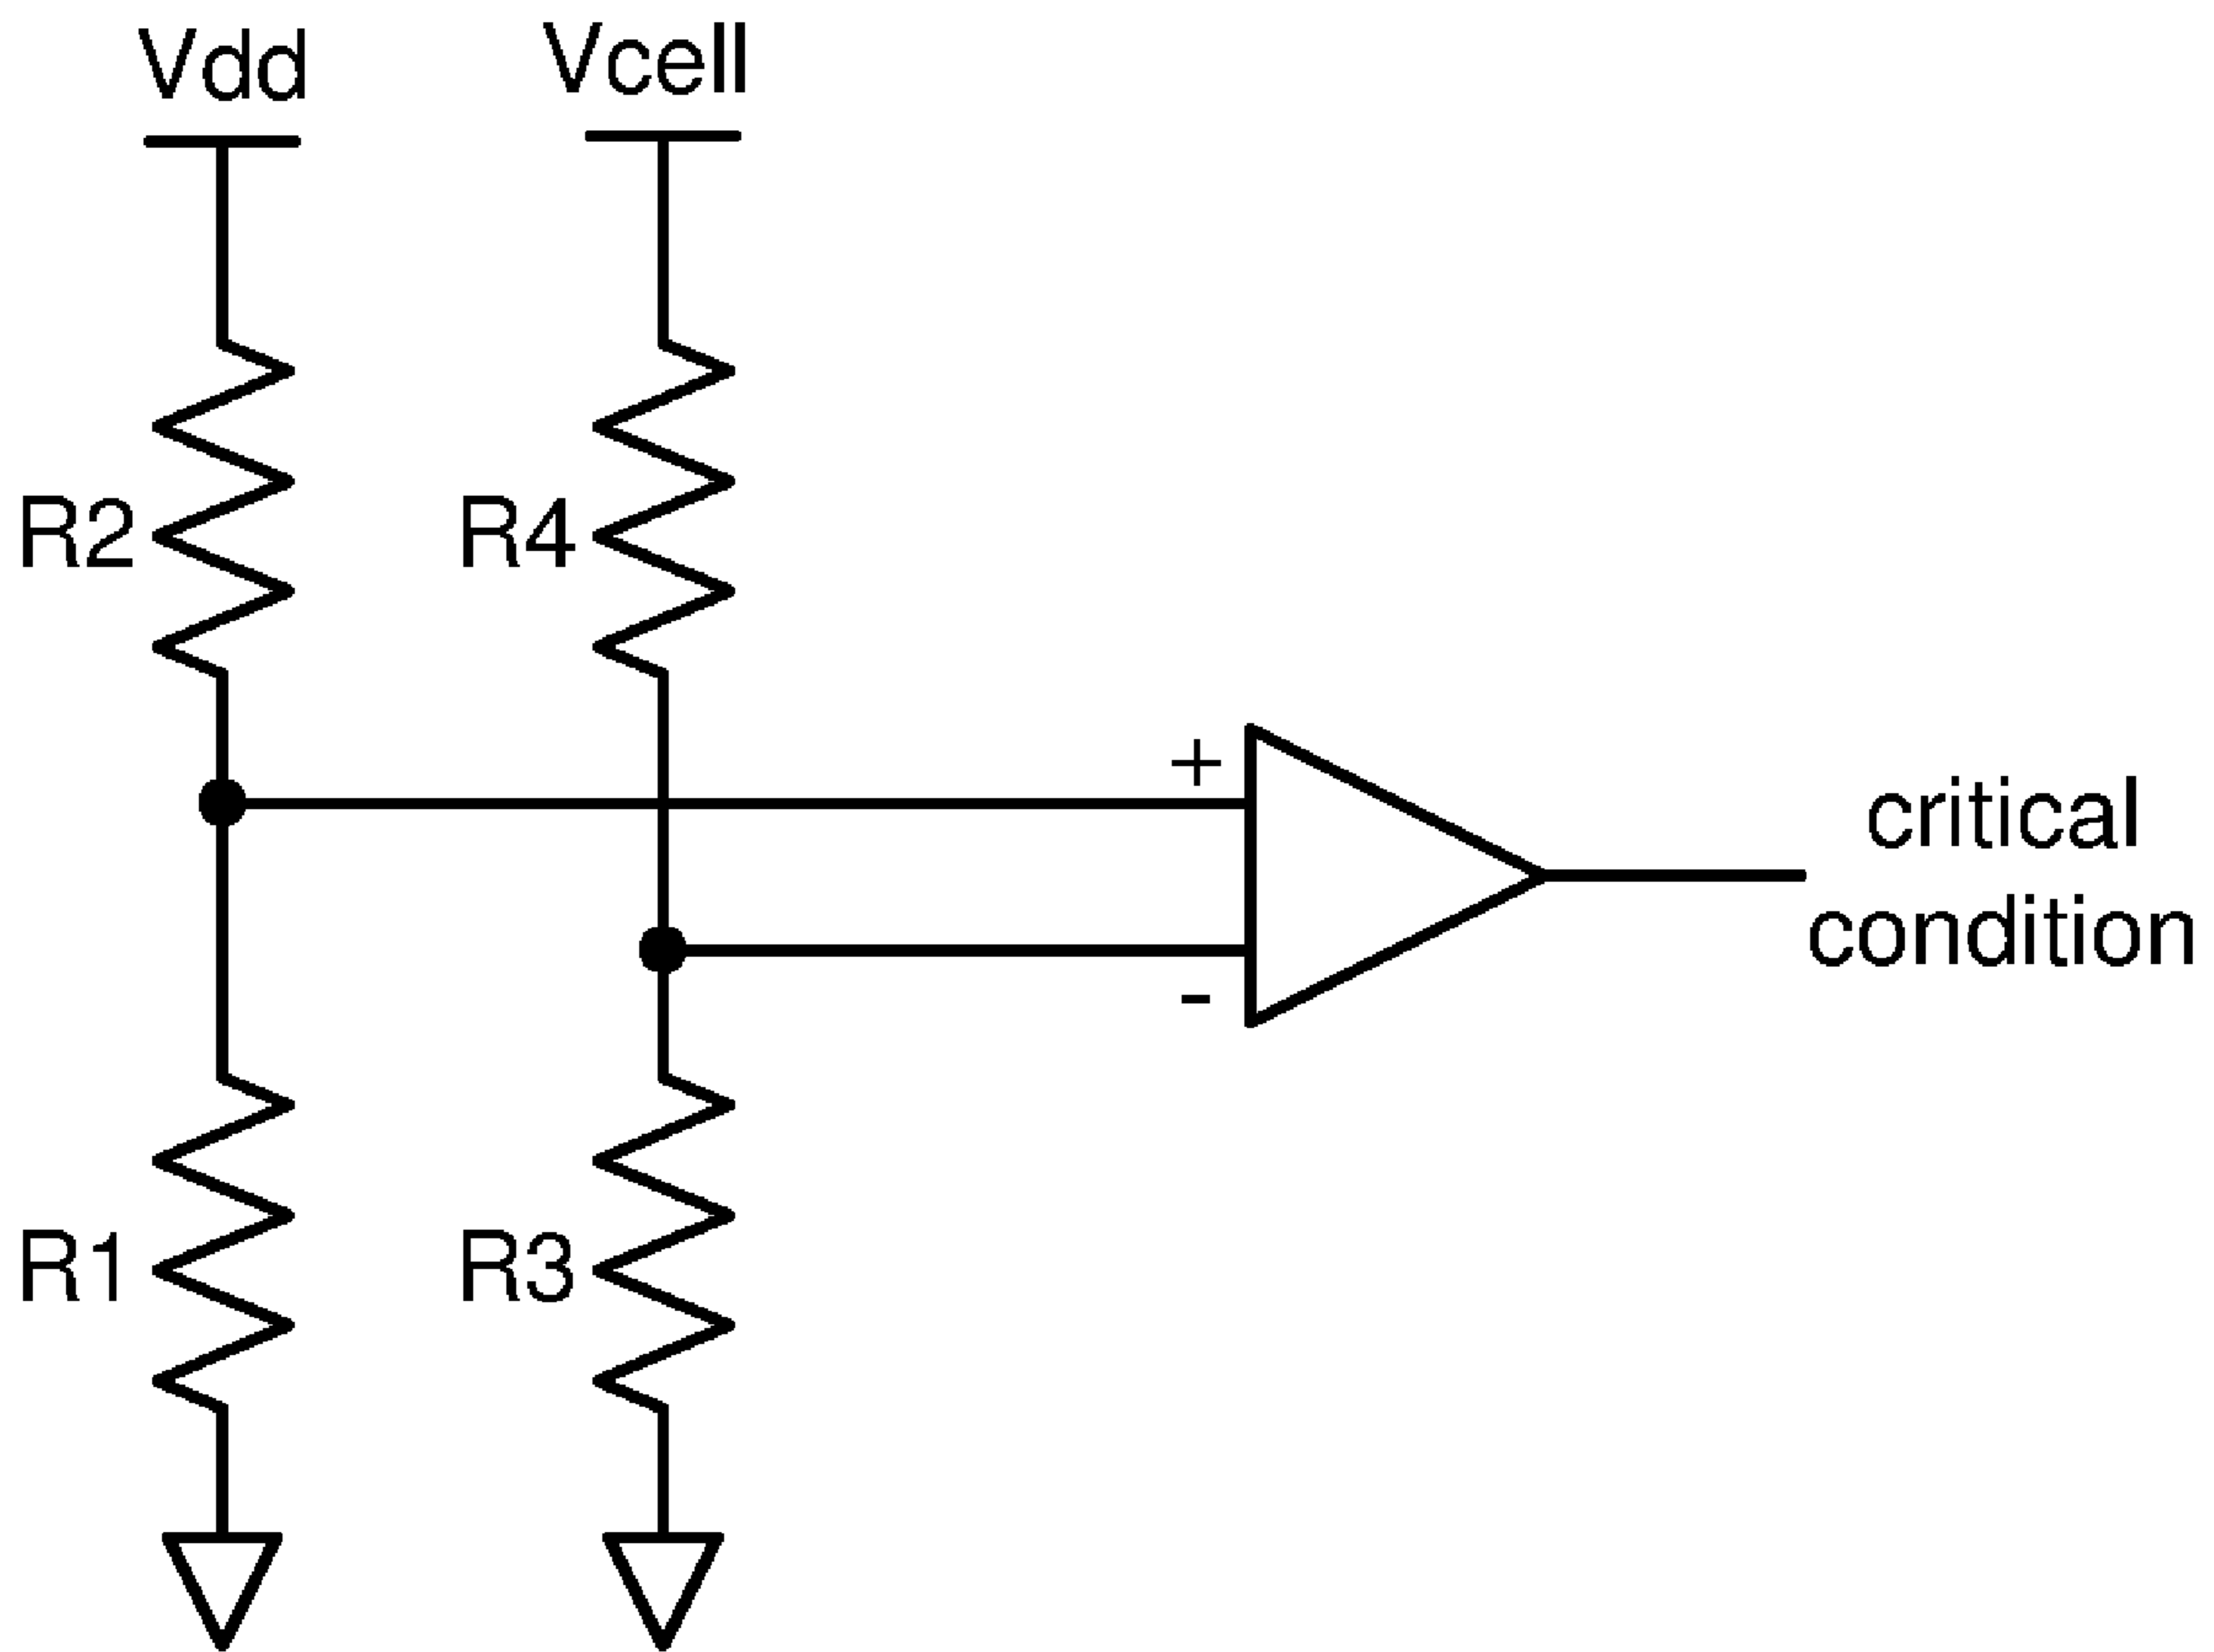 Vdd
Vcell
R2
R4
+
critical
condition
-
R1
R3